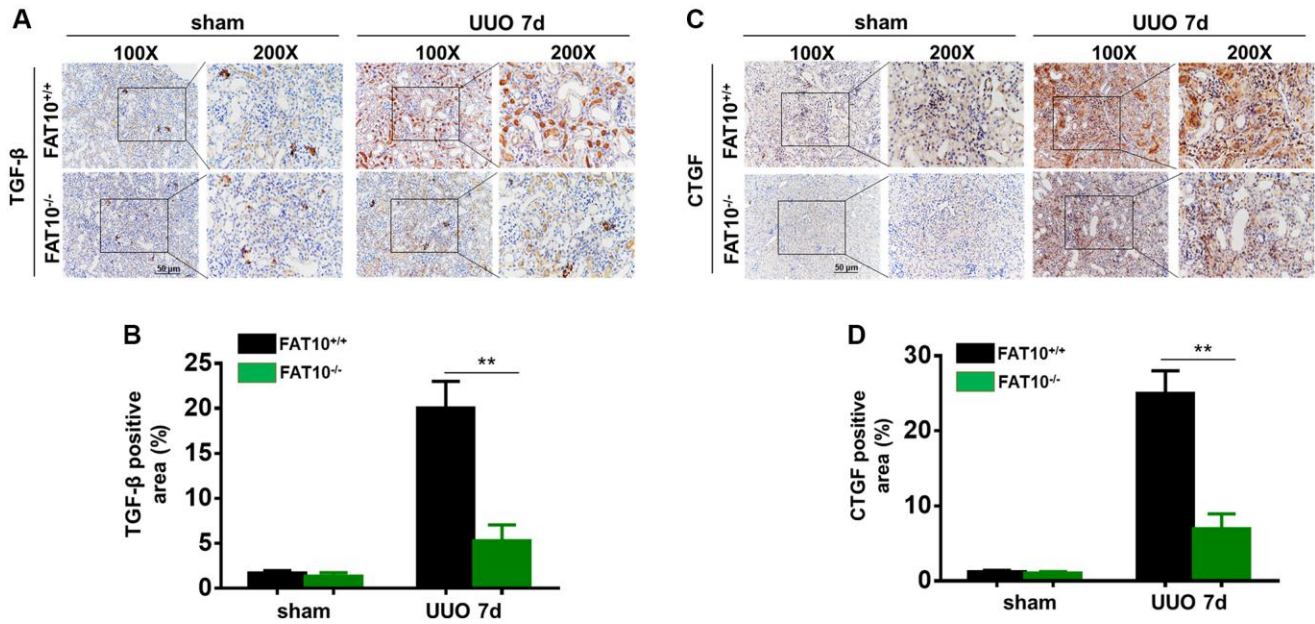 A
sham
UUO 7d
100X
200X
100X
200X
TGF-β
FAT10+/+
FAT10-/-
50 μm
C
sham
UUO 7d
100X
200X
100X
200X
CTGF
FAT10+/+
FAT10-/-
50 μm
B
FAT10+/+
FAT10-/-
TGF-β positive
area (%)
25
20
15
10
5
0
**
sham
UUO 7d
D
FAT10+/+
FAT10-/-
CTGF positive
area (%)
30
20
10
0
**
sham
UUO 7d